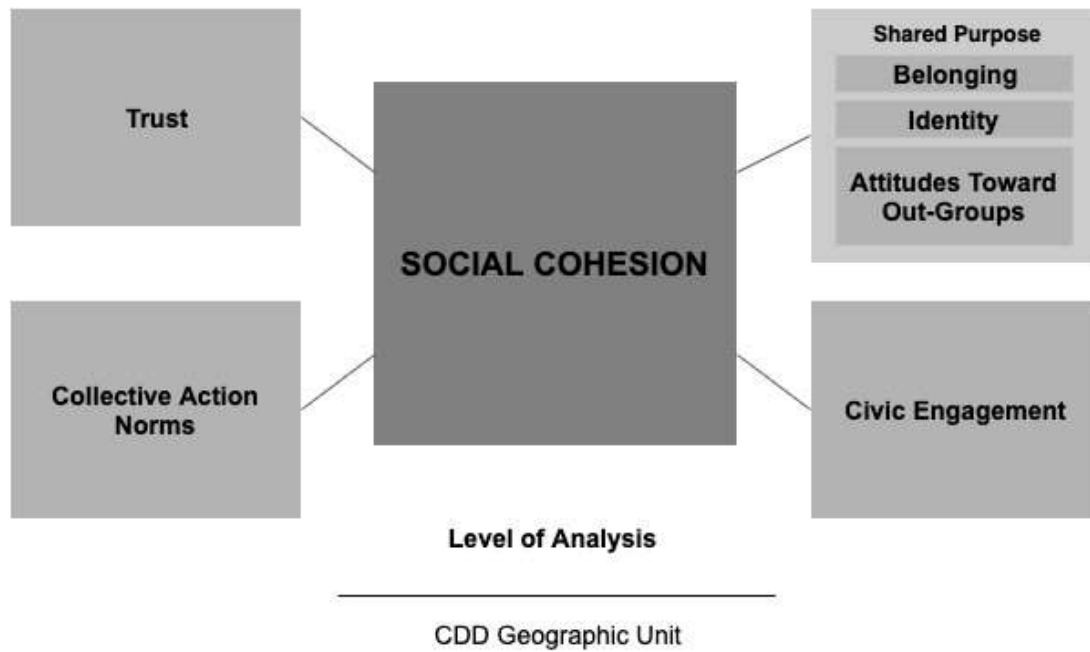 Trust
Shared Purpose
Belonging
Identity
Attitudes Toward
Out-Groups
SOCIAL COHESION
Collective Action
Norms
Civic Engagement
Level of Analysis
CDD Geographic Unit